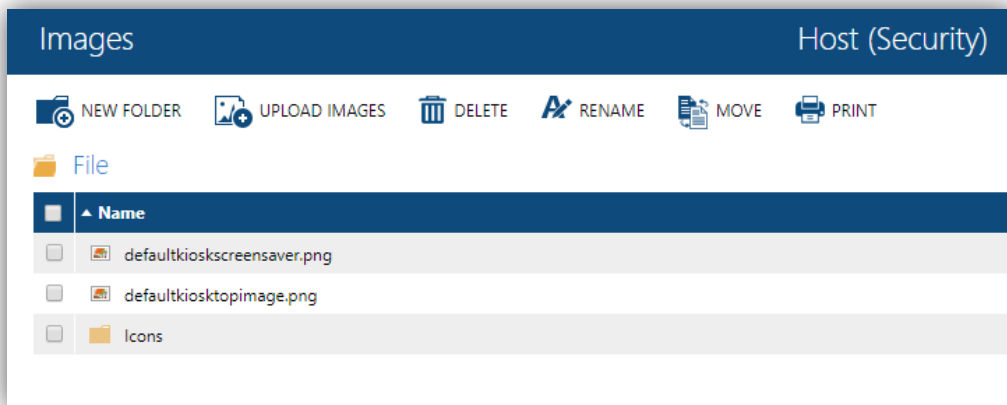 Images Host (Security)
NEW FOLDER UPLOAD IMAGES DELETE RENAME MOVE PRINT
File
Name
defaultkioskscreensaver.png
defaultkiosktopimage.png
Icons